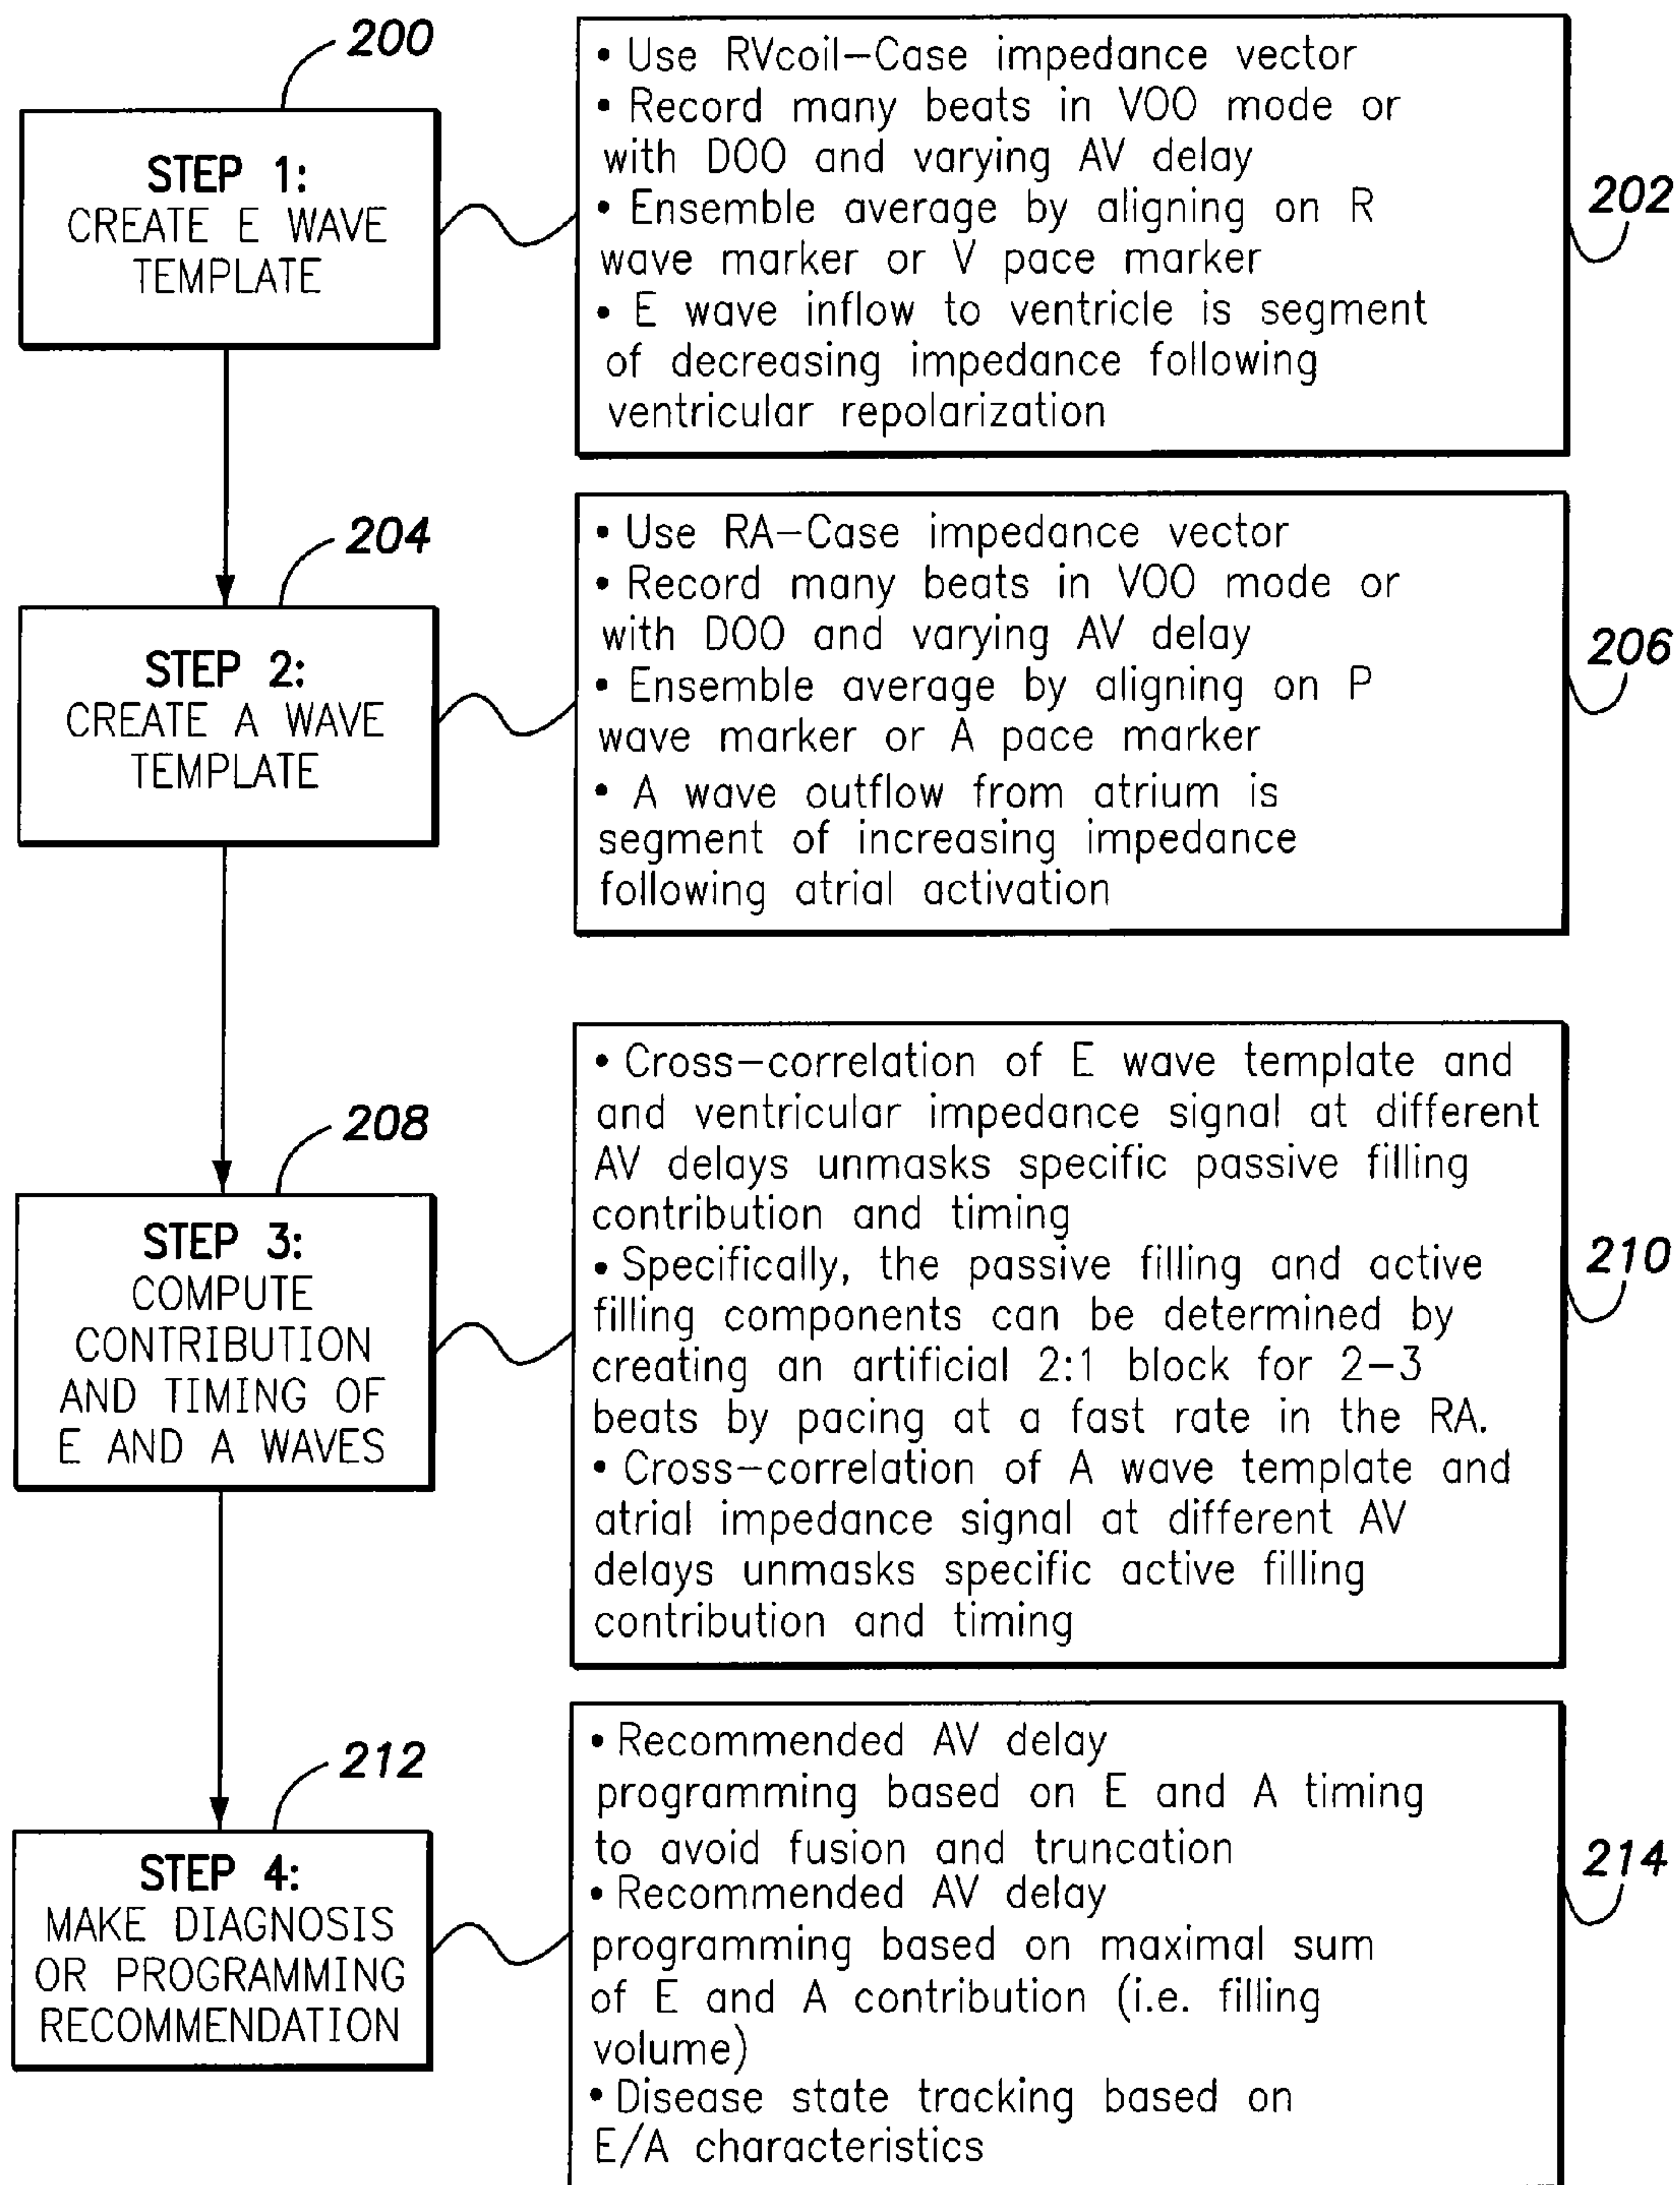 200
STEP 1:
CREATE E WAVE
TEMPLATE
• Use RVcoil-Case impedance vector
• Record many beats in VOO mode or
with DOO and varying AV delay
• Ensemble average by aligning on R
wave marker or V pace marker
• E wave inflow to ventricle is segment
of decreasing impedance following
ventricular repolarization
202
204
STEP 2:
CREATE A WAVE
TEMPLATE
• Use RA-Case impedance vector
• Record many beats in VOO mode or
with DOO and varying AV delay
• Ensemble average by aligning on P
wave marker or A pace marker
• A wave outflow from atrium is
segment of increasing impedance
following atrial activation
206
208
STEP 3:
COMPUTE
CONTRIBUTION
AND TIMING OF
E AND A WAVES
• Cross-correlation of E wave template and
and ventricular impedance signal at different
AV delays unmasks specific passive filling
contribution and timing
• Specifically, the passive filling and active
filling components can be determined by
creating an artificial 2:1 block for 2-3
beats by pacing at a fast rate in the RA.
• Cross-correlation of A wave template and
atrial impedance signal at different AV
delays unmasks specific active filling
contribution and timing
210
212
STEP 4:
MAKE DIAGNOSIS
OR PROGRAMMING
RECOMMENDATION
• Recommended AV delay
programming based on E and A timing
to avoid fusion and truncation
• Recommended AV delay
programming based on maximal sum
of E and A contribution (i.e. filling
volume)
• Disease state tracking based on
E/A characteristics
214